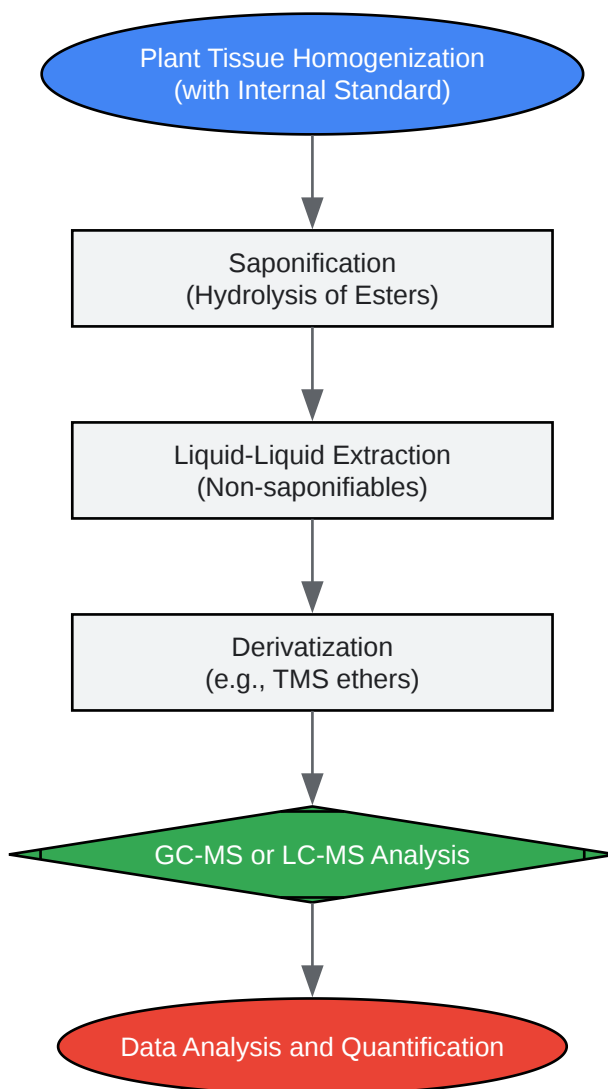 Plant Tissue Homogenization
(with Internal Standard)
Saponification
(Hydrolysis of Esters)
Liquid-Liquid Extraction
(Non-saponifiables)
Derivatization
(e.g., TMS ethers)
GC-MS or LC-MS Analysis
Data Analysis and Quantification